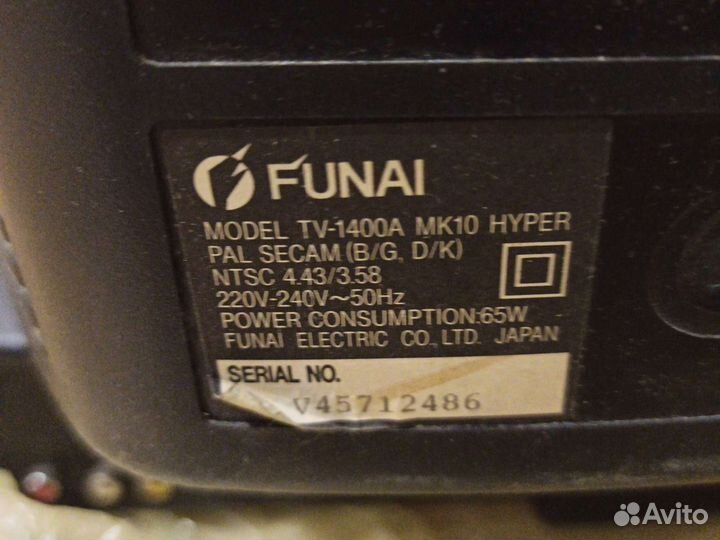 FUNAI
MODEL TV-1400A MK10 HYPER
PAL SECAM (B/G, D/K)
NTSC 4.43/3.58
220V-240V~50Hz
POWER CONSUMPTION:65W
FUNAI ELECTRIC CO., LTD. JAPAN
SERIAL NO.
V45712486
Avito